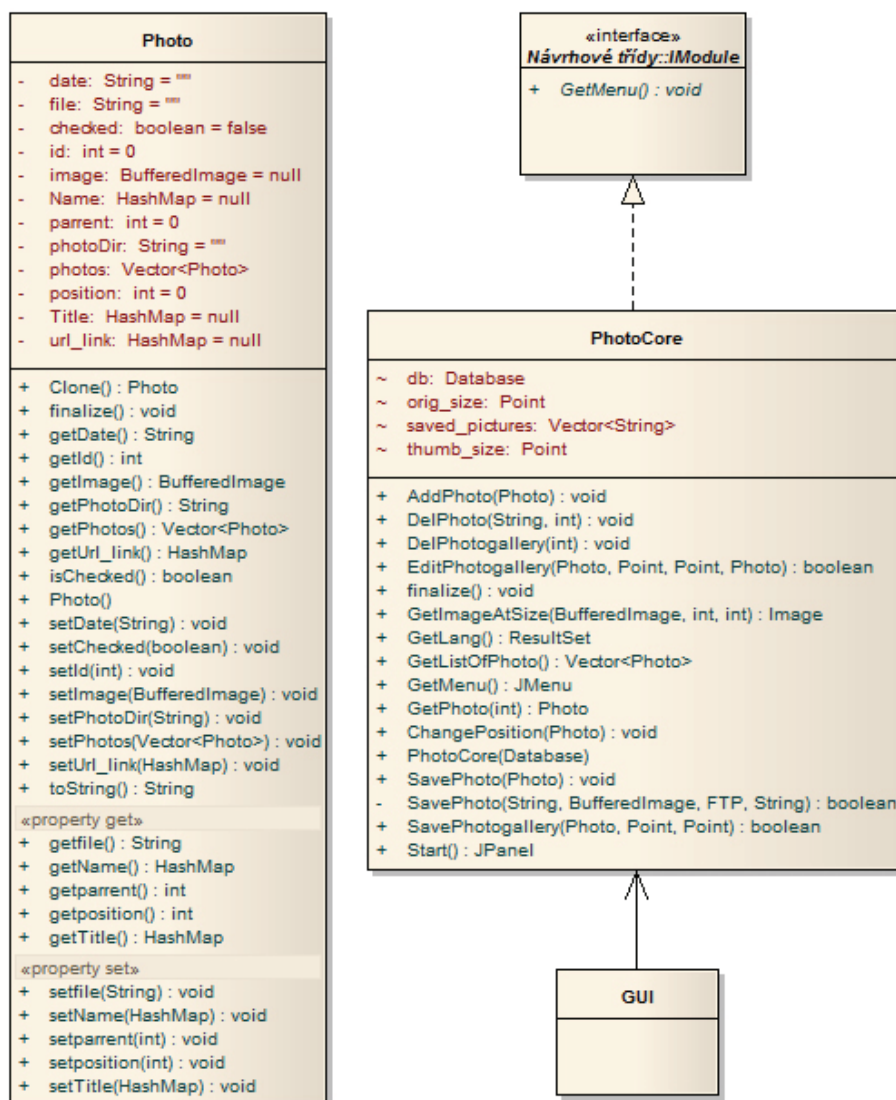 Photo
- date: String = ""
- file: String = ""
- checked: boolean = false
- id: int = 0
- image: BufferedImage = null
- Name: HashMap = null
- parrent: int = 0
- photoDir: String = ""
- photos: Vector<Photo>
- position: int = 0
- Title: HashMap = null
- url_link: HashMap = null
+ Clone() : Photo
+ finalize() : void
+ getDate() : String
+ getId() : int
+ getImage() : BufferedImage
+ getPhotoDir() : String
+ getPhotos() : Vector<Photo>
+ getUrl_link() : HashMap
+ isChecked() : boolean
+ Photo()
+ setDate(String) : void
+ setChecked(boolean) : void
+ setId(int) : void
+ setImage(BufferedImage) : void
+ setPhotoDir(String) : void
+ setPhotos(Vector<Photo>) : void
+ setUrl_link(HashMap) : void
+ toString() : String
«property get»
+ getfile() : String
+ getName() : HashMap
+ getparrent() : int
+ getposition() : int
+ getTitle() : HashMap
«property set»
+ setfile(String) : void
+ setName(HashMap) : void
+ setparrent(int) : void
+ setposition(int) : void
+ setTitle(HashMap) : void
«interface»
Návrhové třídy::IModule
+ GetMenu() : void
PhotoCore
~ db: Database
~ orig_size: Point
~ saved_pictures: Vector<String>
~ thumb_size: Point
+ AddPhoto(Photo) : void
+ DelPhoto(String, int) : void
+ DelPhotogallery(int) : void
+ EditPhotogallery(Photo, Point, Point, Photo) : boolean
+ finalize() : void
+ GetImageAtSize(BufferedImage, int, int) : Image
+ GetLang() : ResultSet
+ GetListOfPhoto() : Vector<Photo>
+ GetMenu() : JMenu
+ GetPhoto(int) : Photo
+ ChangePosition(Photo) : void
+ PhotoCore(Database)
+ SavePhoto(Photo) : void
- SavePhoto(String, BufferedImage, FTP, String) : boolean
+ SavePhotogallery(Photo, Point, Point) : boolean
+ Start() : JPanel
GUI